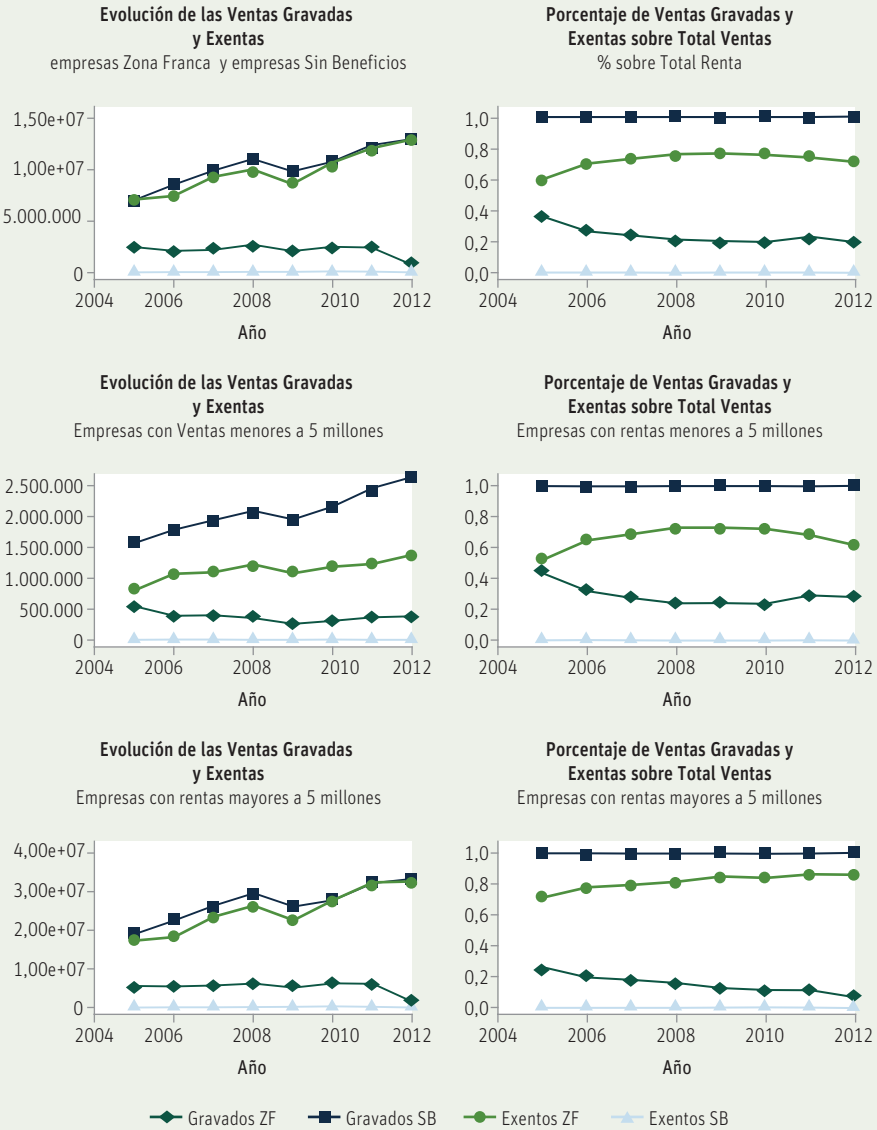 Evolución de las Ventas Gravadas
y Exentas
empresas Zona Franca y empresas Sin Beneficios
1,50e+07
1,00e+07
5.000.000
0
2004 2006 2008 2010 2012
Año
Porcentaje de Ventas Gravadas y
Exentas sobre Total Ventas
% sobre Total Renta
1,0
0,8
0,6
0,4
0,2
0,0
2004 2006 2008 2010 2012
Año
Evolución de las Ventas Gravadas
y Exentas
Empresas con Ventas menores a 5 millones
2.500.000
2.000.000
1.500.000
1.000.000
500.000
0
2004 2006 2008 2010 2012
Año
Porcentaje de Ventas Gravadas y
Exentas sobre Total Ventas
Empresas con rentas menores a 5 millones
1,0
0,8
0,6
0,4
0,2
0,0
2004 2006 2008 2010 2012
Año
Evolución de las Ventas Gravadas
y Exentas
Empresas con rentas mayores a 5 millones
4,00e+07
3,00e+07
2,00e+07
1,00e+07
0
2004 2006 2008 2010 2012
Año
Porcentaje de Ventas Gravadas y
Exentas sobre Total Ventas
Empresas con rentas mayores a 5 millones
1,0
0,8
0,6
0,4
0,2
0,0
2004 2006 2008 2010 2012
Año
Gravados ZF Gravados SB Exentos ZF Exentos SB